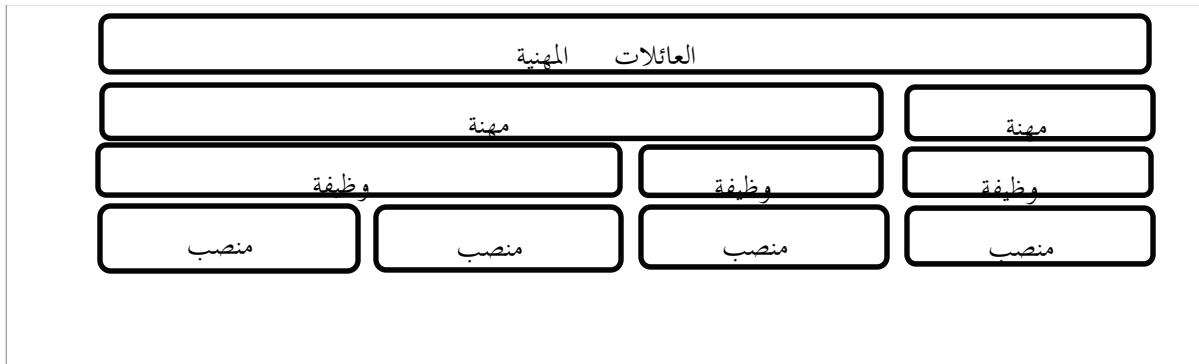 العائلات المهنية
مهنة مهنة
وظيفة وظيفة وظيفة
منصب منصب منصب منصب